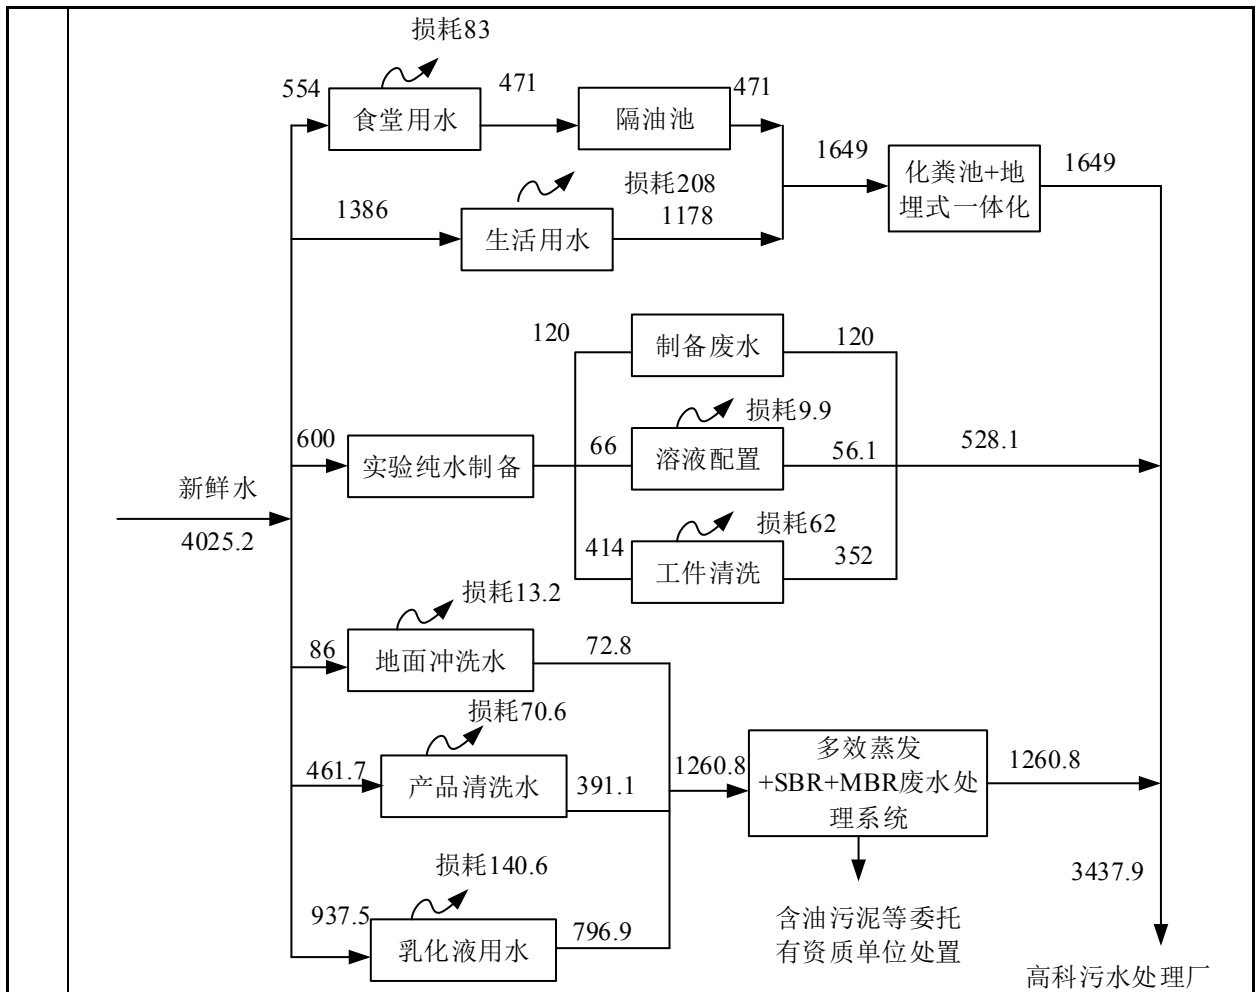 损耗83
554
食堂用水
471
隔油池
471
1649
化粪池+地
埋式一体化
1649
1386
损耗208
生活用水
1178
120
制备废水
120
新鲜水
4025.2
600
实验纯水制备
66
损耗9.9
溶液配置
56.1
528.1
414
损耗62
工件清洗
352
损耗13.2
86
地面冲洗水
72.8
损耗70.6
461.7
产品清洗水
391.1
1260.8
多效蒸发
+SBR+MBR废水处
理系统
1260.8
损耗140.6
937.5
乳化液用水
796.9
含油污泥等委托
有资质单位处置
3437.9
高科污水处理厂